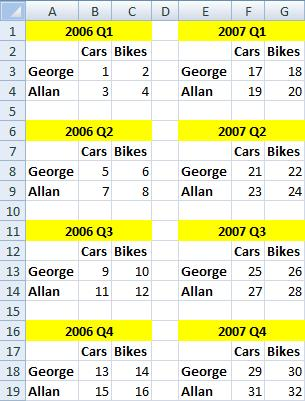 A B C D E F G
1 2006 Q1 2007 Q1
2 Cars Bikes Cars Bikes
3 George 1 2 George 17 18
4 Allan 3 4 Allan 19 20
5
6 2006 Q2 2007 Q2
7 Cars Bikes Cars Bikes
8 George 5 6 George 21 22
9 Allan 7 8 Allan 23 24
10
11 2006 Q3 2007 Q3
12 Cars Bikes Cars Bikes
13 George 9 10 George 25 26
14 Allan 11 12 Allan 27 28
15
16 2006 Q4 2007 Q4
17 Cars Bikes Cars Bikes
18 George 13 14 George 29 30
19 Allan 15 16 Allan 31 32